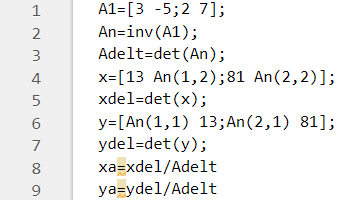 1 A1=[3 -5;2 7];
2 An=inv(A1);
3 Adelt=det(An);
4 x=[13 An(1,2);81 An(2,2)];
5 xdel=det(x);
6 y=[An(1,1) 13;An(2,1) 81];
7 ydel=det(y);
8 xa=xdel/Adelt
9 ya=ydel/Adelt